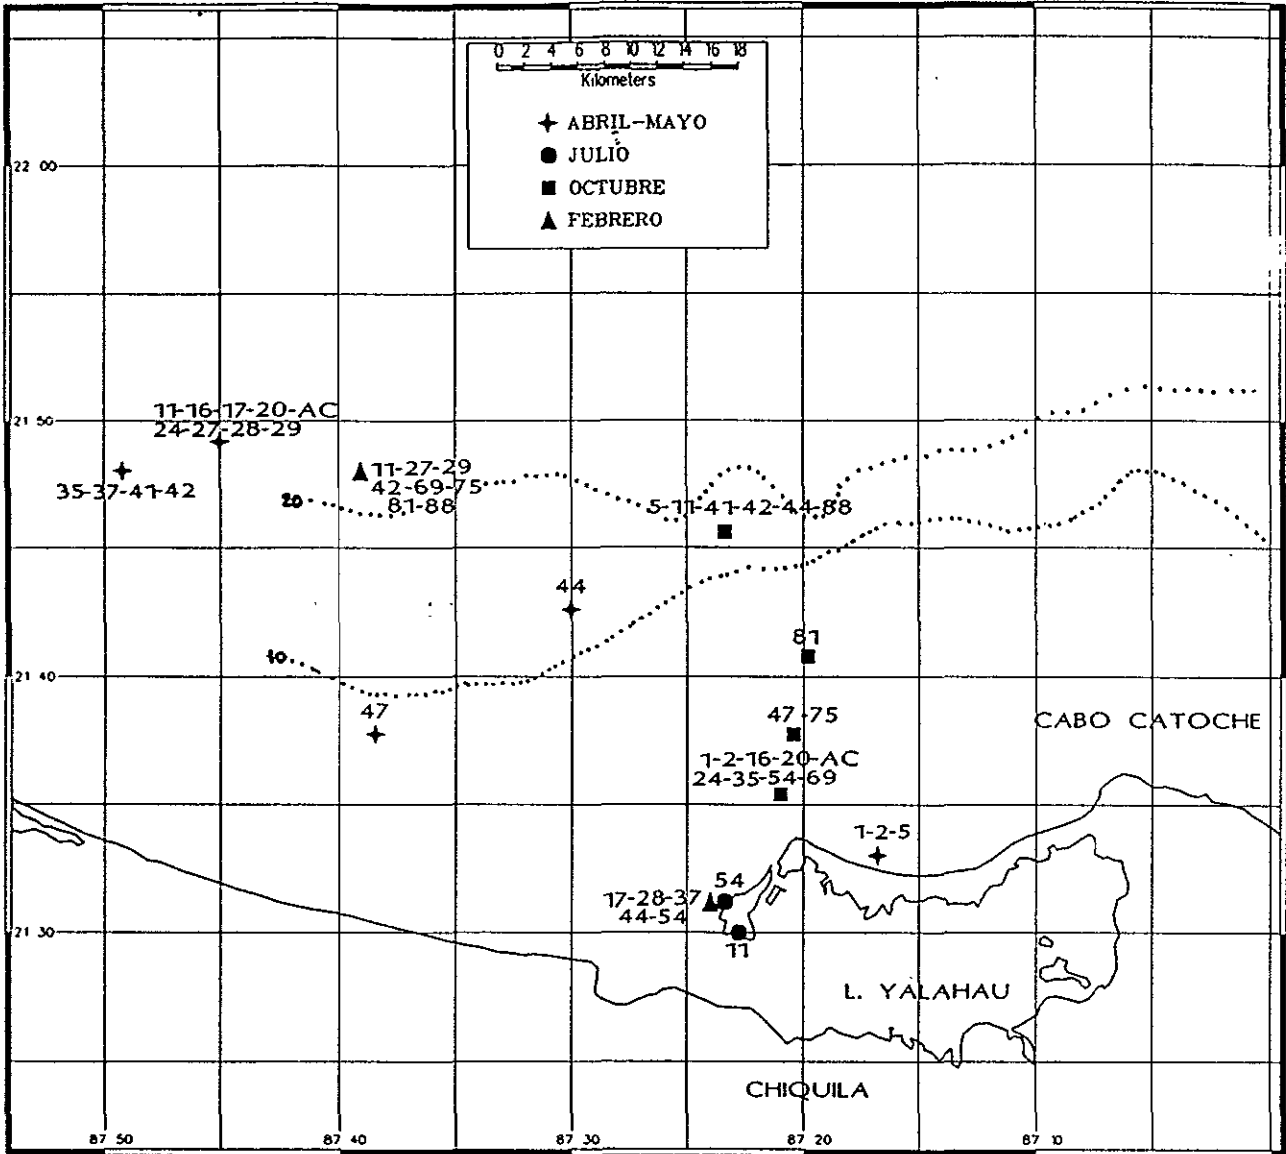 0 2 4 6 8 10 12 14 16 18
Kilometers
ABRIL-MAYO
JULIO
OCTUBRE
FEBRERO
22 00
11-16-17-20-AC
21 50
24-27-28-29
11-27-29
35-37-41-42
42-69-75
20
81-88
5-11-41-42-44-88
44
81
10
21 40
47
47-75
CABO CATOCHE
1-2-16-20-AC
24-35-54-69
1-2-5
54
17-28-37
44-54
21 30
11
L. YALAHAU
CHIQUILA
87 50
87 40
87 30
87 20
87 10